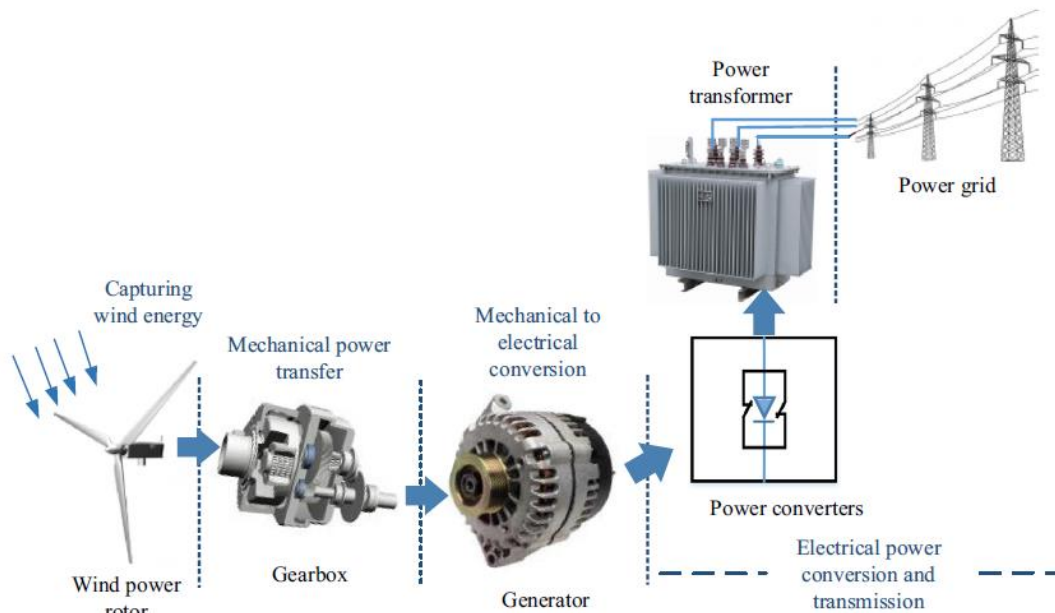 Power
transformer
Power grid
Capturing
wind energy
Mechanical power
transfer
Mechanical to
electrical
conversion
Power converters
Wind power
rotor
Gearbox
Generator
Electrical power
conversion and
transmission